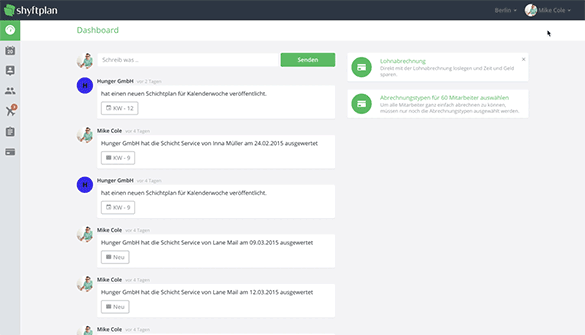 shyftplan
Berlin
Mike Cole
Dashboard
20
Schreib was ...
Senden
Hunger GmbH vor 2 Tagen
hat einen neuen Schichtplan für Kalenderwoche veröffentlicht.
KW - 12
Mike Cole vor 4 Tagen
Hunger GmbH hat die Schicht Service von Inna Müller am 24.02.2015 ausgewertet
KW - 9
Hunger GmbH vor 4 Tagen
hat einen neuen Schichtplan für Kalenderwoche veröffentlicht.
KW - 9
Mike Cole vor 4 Tagen
Hunger GmbH hat die Schicht Service von Lane Mail am 09.03.2015 ausgewertet
Neu
Mike Cole vor 4 Tagen
Hunger GmbH hat die Schicht Service von Lane Mail am 12.03.2015 ausgewertet
Neu
Mike Cole vor 4 Tagen
Lohnabrechnung
Direkt mit der Lohnabrechnung loslegen und Zeit und Geld
sparen.
Abrechnungstypen für 60 Mitarbeiter auswählen
Um alle Mitarbeiter ganz einfach abrechnen zu können,
müssen nur noch die Abrechnungstypen ausgewählt werden.